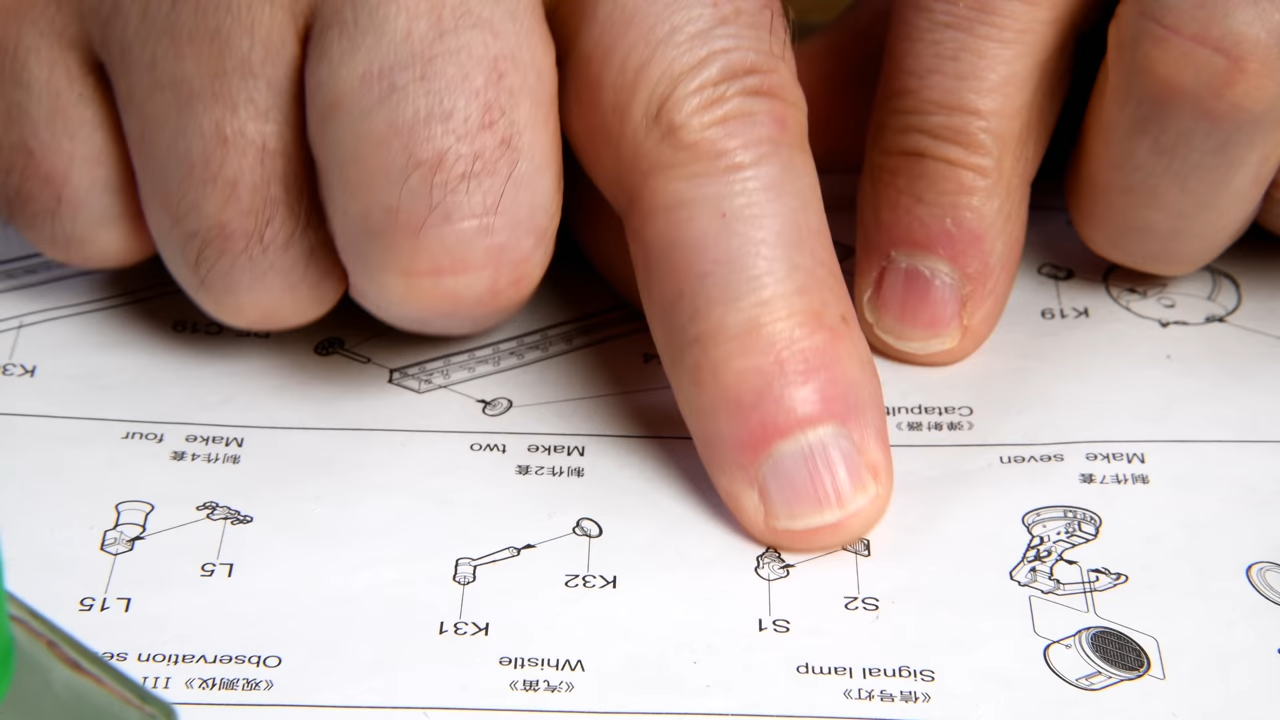 《信号灯》
Signal lamp
S2
S1
《汽笛》
Whistle
K31
K32
《观测仪》 III
Observation
L15
L5
制作7套
Make seven
制作2套
Make two
制作4套
Make four
《弹射器》
Catapult
K19